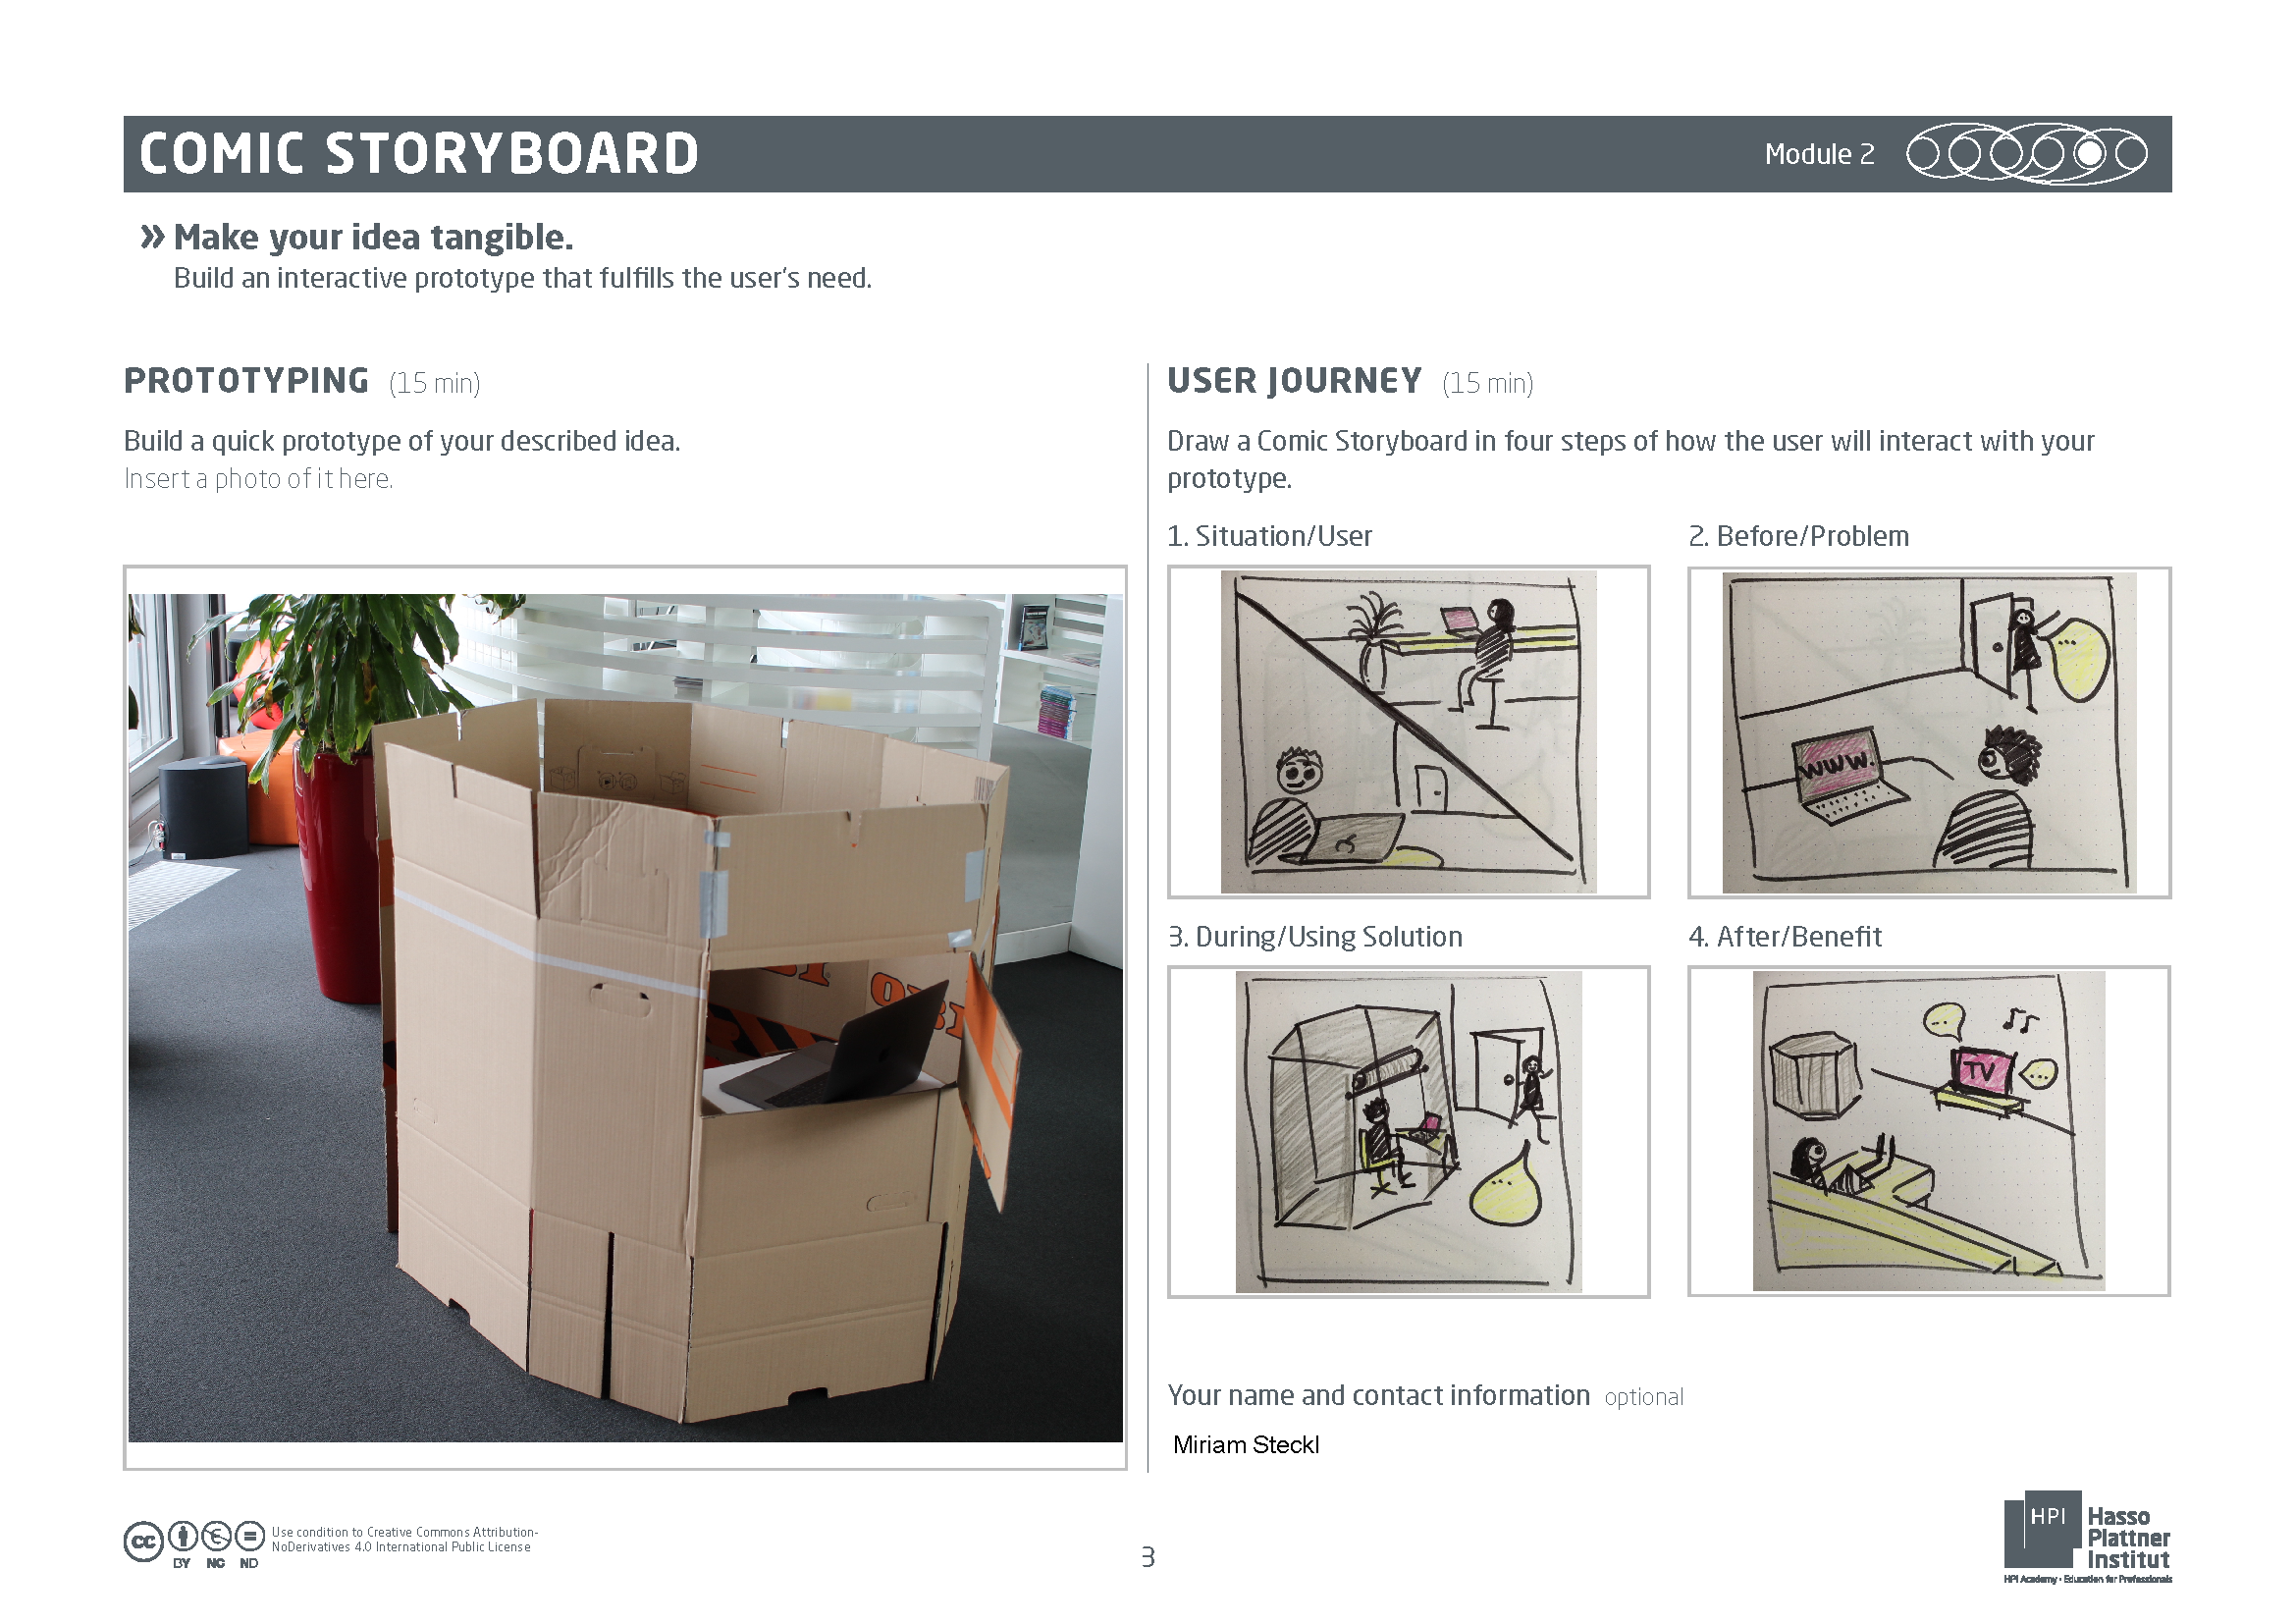 COMIC STORYBOARD
Module 2
» Make your idea tangible.
Build an interactive prototype that fulfills the user's need.
PROTOTYPING (15 min)
Build a quick prototype of your described idea.
Insert a photo of it here.
USER JOURNEY (15 min)
Draw a Comic Storyboard in four steps of how the user will interact with your
prototype.
1. Situation/User
2. Before/Problem
WWW.
3. During/Using Solution
4. After/Benefit
TV
Your name and contact information optional
Miriam Steckl
cc
BY NC ND
Use condition to Creative Commons Attribution-
NoDerivatives 4.0 International Public License
3
HPI
Hasso
Plattner
Institut
HPI Academy · Education for Professionals